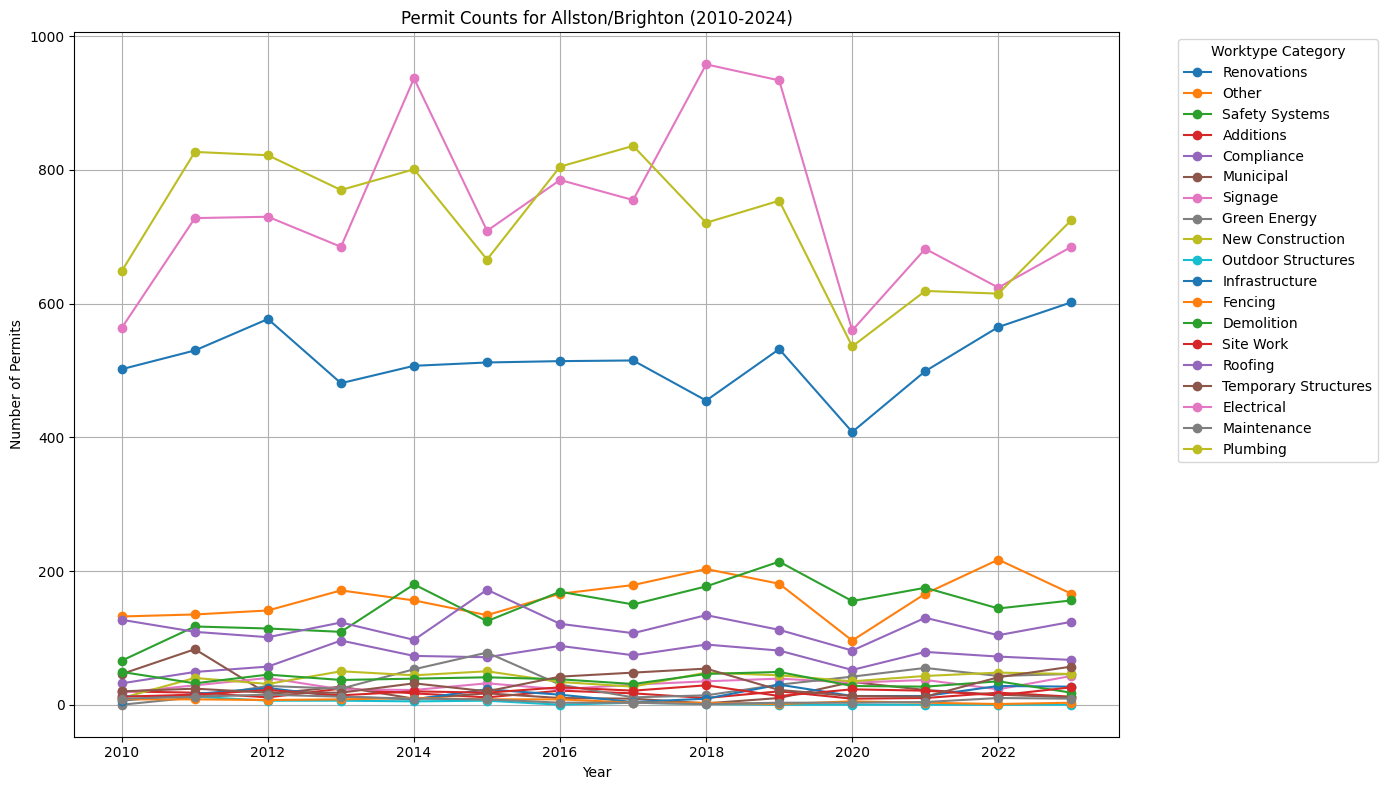 Permit Counts for Allston/Brighton (2010-2024)
1000
800
600
400
200
0
Number of Permits
2010 2012 2014 2016 2018 2020 2022
Year
Worktype Category
Renovations
Other
Safety Systems
Additions
Compliance
Municipal
Signage
Green Energy
New Construction
Outdoor Structures
Infrastructure
Fencing
Demolition
Site Work
Roofing
Temporary Structures
Electrical
Maintenance
Plumbing